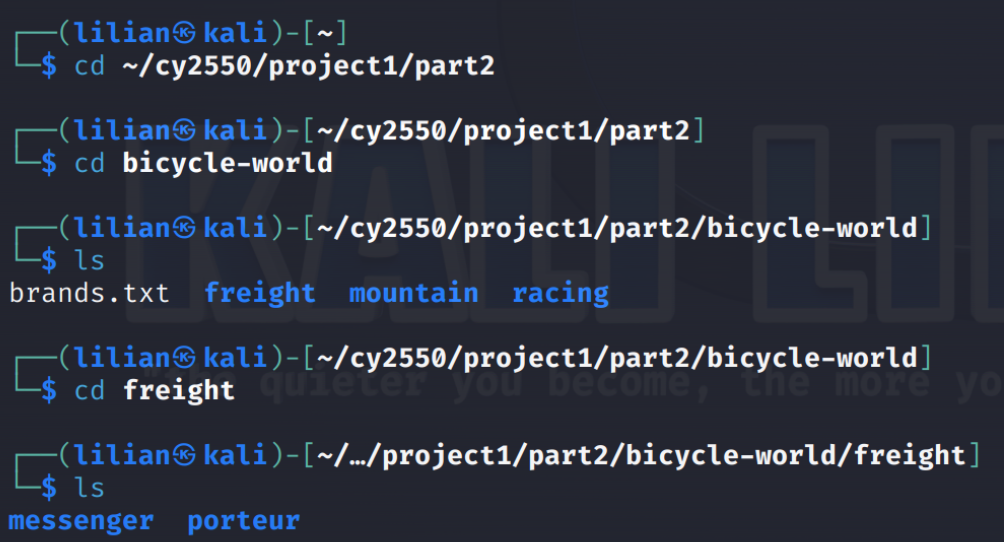 ┌──(lilian㉿kali)-[~]
└─$ cd ~/cy2550/project1/part2
┌──(lilian㉿kali)-[~/cy2550/project1/part2]
└─$ cd bicycle-world
┌──(lilian㉿kali)-[~/cy2550/project1/part2/bicycle-world]
└─$ ls
brands.txt  freight  mountain  racing
┌──(lilian㉿kali)-[~/cy2550/project1/part2/bicycle-world]
└─$ cd freight
quieter you become, the more yo
┌──(lilian㉿kali)-[~/…/project1/part2/bicycle-world/freight]
└─$ ls
messenger  porteur
KALI LI